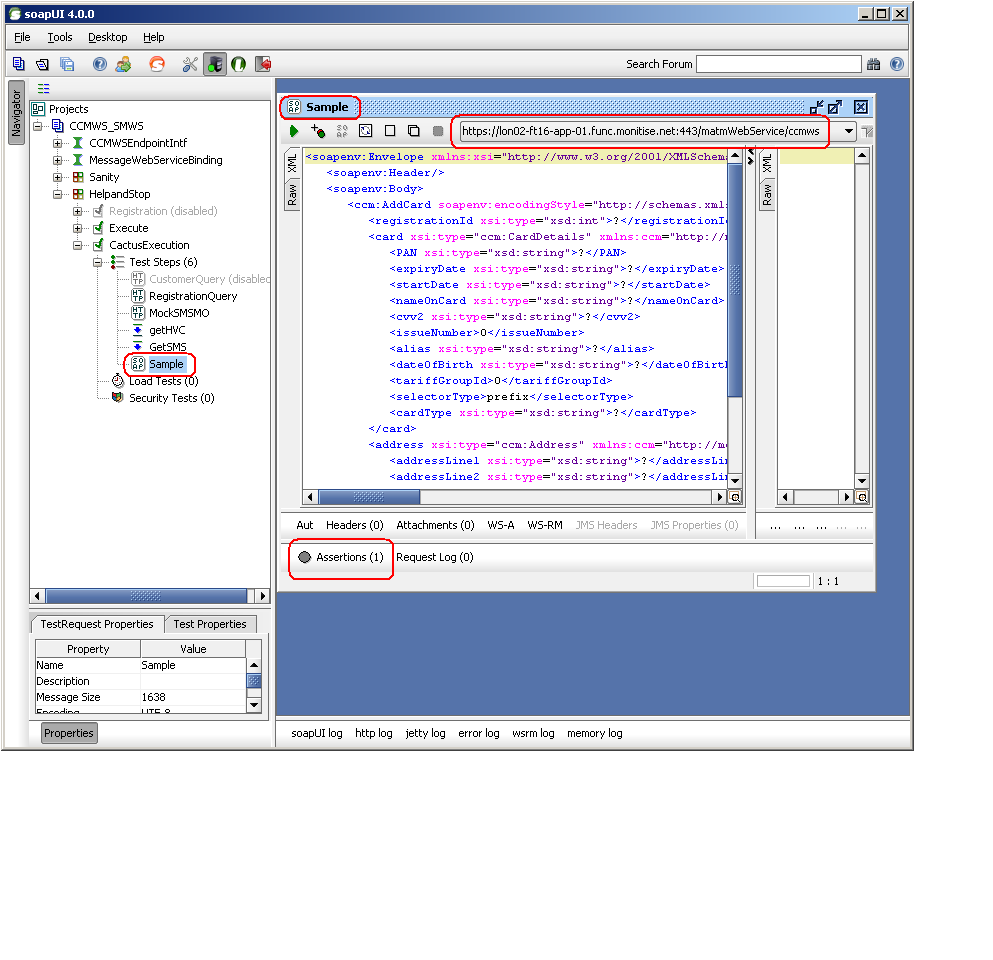 soapUI 4.0.0
File Tools Desktop Help
Search Forum
Navigator
Projects
CCMWS_SMWS
CCMWSEndpointIntf
MessageWebServiceBinding
Sanity
HelpandStop
Registration (disabled)
Execute
CactusExecution
Test Steps (6)
CustomerQuery (disabled
RegistrationQuery
MockSMSMO
getHVC
GetSMS
Sample
Load Tests (0)
Security Tests (0)
TestRequest Properties Test Properties
Property Value
Name Sample
Description
Message Size 1638
Encoding UTF-8
Properties
Sample
https://lon02-ft16-app-01.func.monitise.net:443/matmWebService/ccmws
XML
Raw
<soapenv:Envelope xmlns:xsi="http://www.w3.org/2001/XMLSchema
<soapenv:Header/>
<soapenv:Body>
<ccm:AddCard soapenv:encodingStyle="http://schemas.xmls
<registrationId xsi:type="xsd:int">?</registrationId
<card xsi:type="ccm:CardDetails" xmlns:ccm="http://m
<PAN xsi:type="xsd:string">?</PAN>
<expiryDate xsi:type="xsd:string">?</expiryDate>
<startDate xsi:type="xsd:string">?</startDate>
<nameOnCard xsi:type="xsd:string">?</nameOnCard>
<cvv2 xsi:type="xsd:string">?</cvv2>
<issueNumber>0</issueNumber>
<alias xsi:type="xsd:string">?</alias>
<dateOfBirth xsi:type="xsd:string">?</dateOfBirth
<tariffGroupId>0</tariffGroupId>
<selectorType>prefix</selectorType>
<cardType xsi:type="xsd:string">?</cardType>
</card>
<address xsi:type="ccm:Address" xmlns:ccm="http://mo
<addressLine1 xsi:type="xsd:string">?</addressLin
<addressLine2 xsi:type="xsd:string">?</addressLin
XML
Raw
Aut Headers (0) Attachments (0) WS-A WS-RM JMS Headers JMS Properties (0) ... ... ... ... ...
Assertions (1) Request Log (0)
1 : 1
soapUI log http log jetty log error log wsrm log memory log